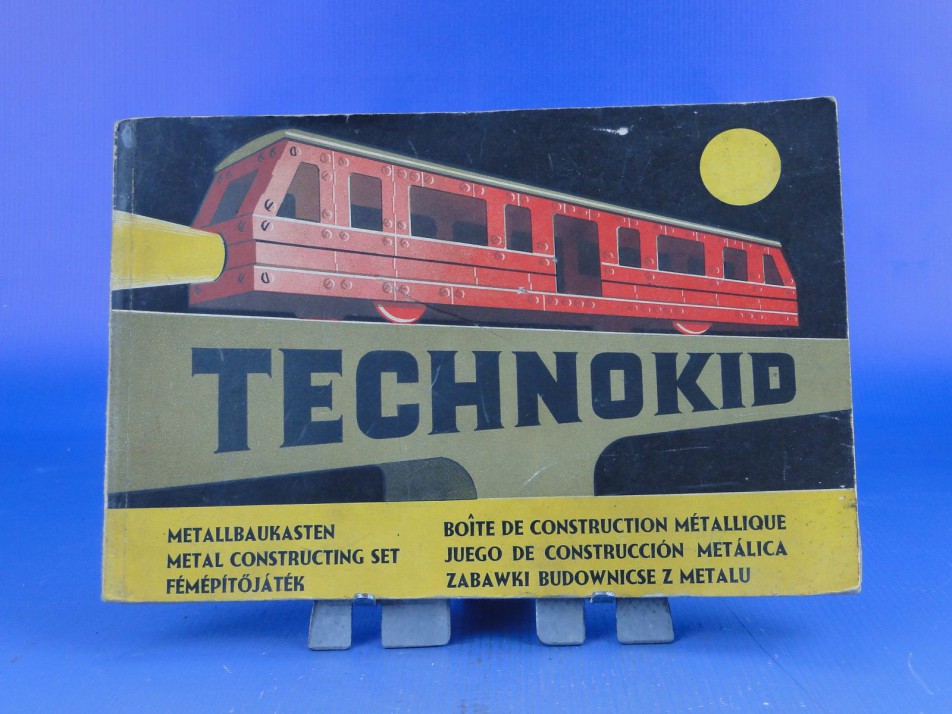 TECHNOKID
METALLBAUKASTEN
METAL CONSTRUCTING SET
FÉMÉPÍTŐJÁTÉK
BOÎTE DE CONSTRUCTION MÉTALLIQUE
JUEGO DE CONSTRUCCIÓN METÁLICA
ZABAWKI BUDOWNICSE Z METALU